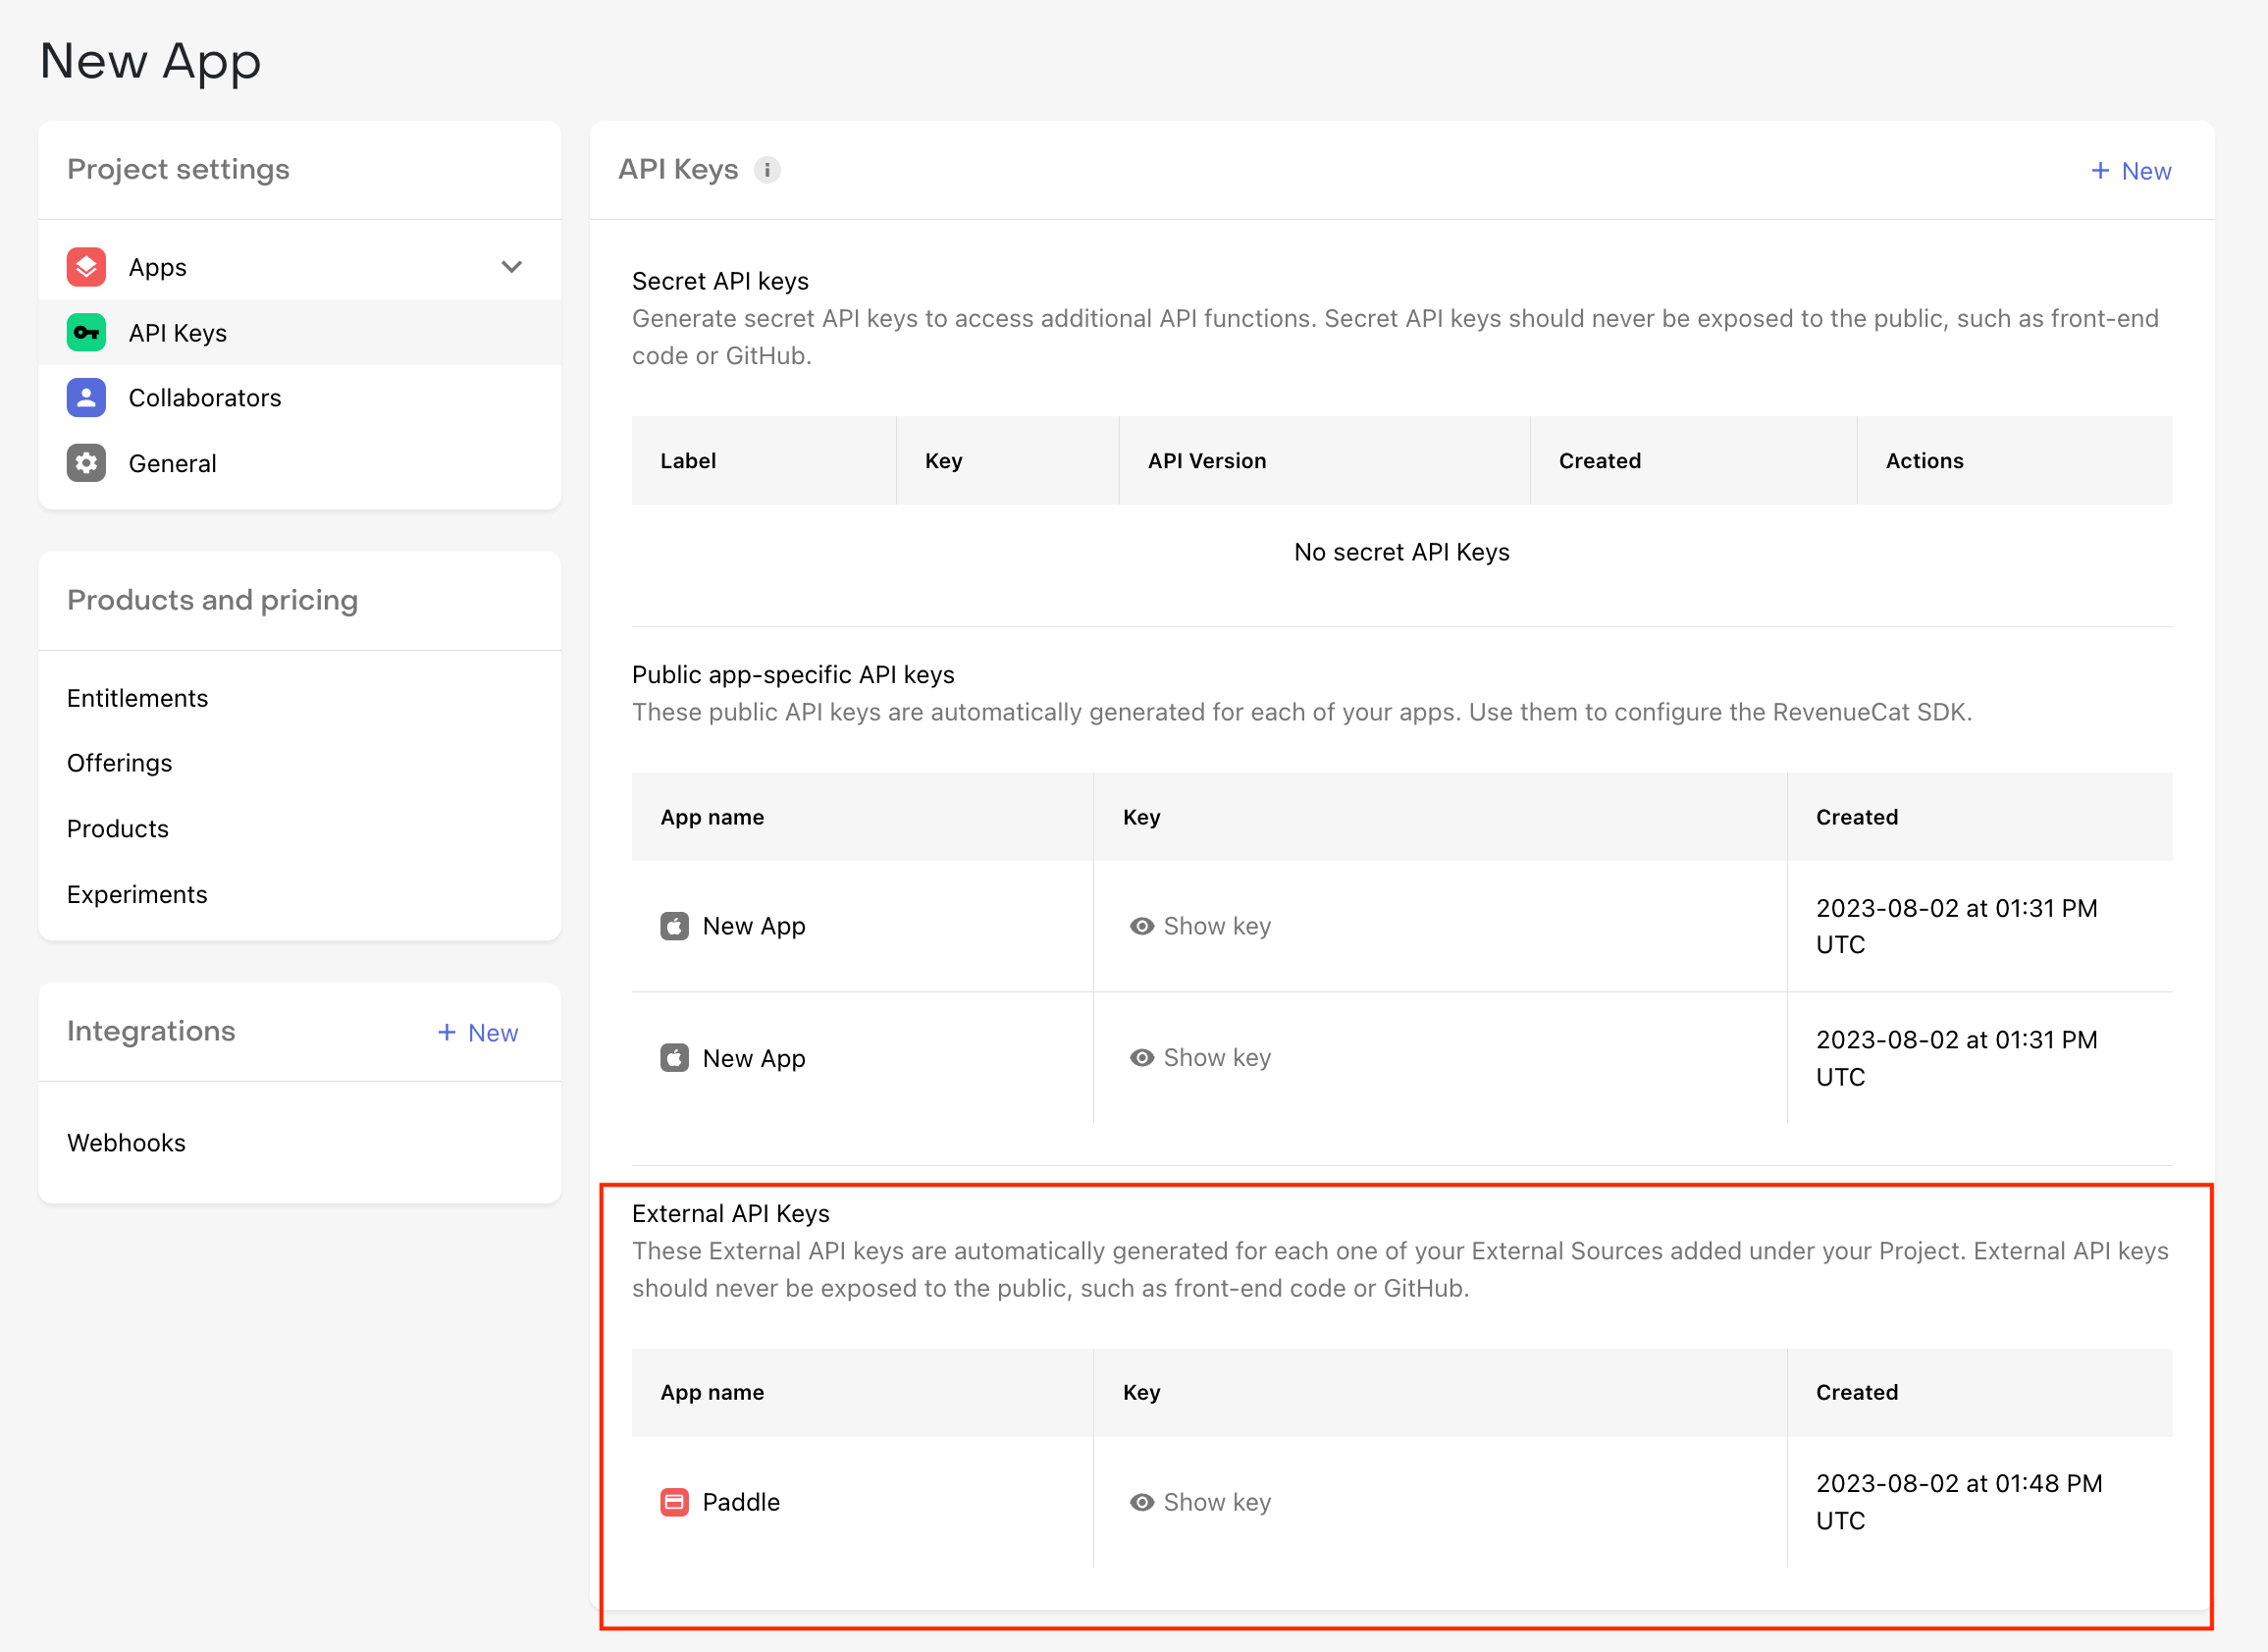 New App
Project settings
Apps
API Keys
Collaborators
General
Products and pricing
Entitlements
Offerings
Products
Experiments
Integrations
+ New
Webhooks
API Keys i
+ New
Secret API keys
Generate secret API keys to access additional API functions. Secret API keys should never be exposed to the public, such as front-end
code or GitHub.
Label Key API Version Created Actions
No secret API Keys
Public app-specific API keys
These public API keys are automatically generated for each of your apps. Use them to configure the RevenueCat SDK.
App name Key Created
New App Show key 2023-08-02 at 01:31 PM
UTC
New App Show key 2023-08-02 at 01:31 PM
UTC
External API Keys
These External API keys are automatically generated for each one of your External Sources added under your Project. External API keys
should never be exposed to the public, such as front-end code or GitHub.
App name Key Created
Paddle Show key 2023-08-02 at 01:48 PM
UTC